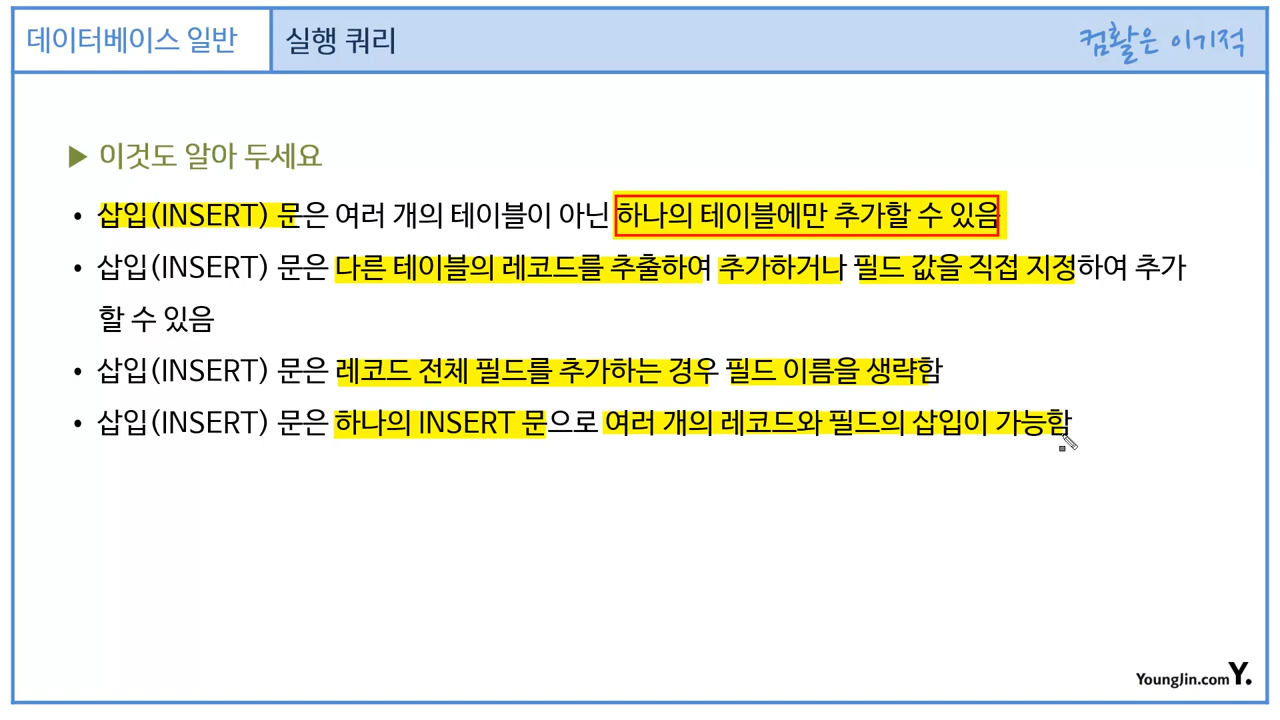 데이터베이스 일반
실행 쿼리
컴활은 이기적
▶ 이것도 알아 두세요
• 삽입(INSERT) 문은 여러 개의 테이블이 아닌 하나의 테이블에만 추가할 수 있음
• 삽입(INSERT) 문은 다른 테이블의 레코드를 추출하여 추가하거나 필드 값을 직접 지정하여 추가
할 수 있음
• 삽입(INSERT) 문은 레코드 전체 필드를 추가하는 경우 필드 이름을 생략함
• 삽입(INSERT) 문은 하나의 INSERT 문으로 여러 개의 레코드와 필드의 삽입이 가능함
YoungJin.com Y.